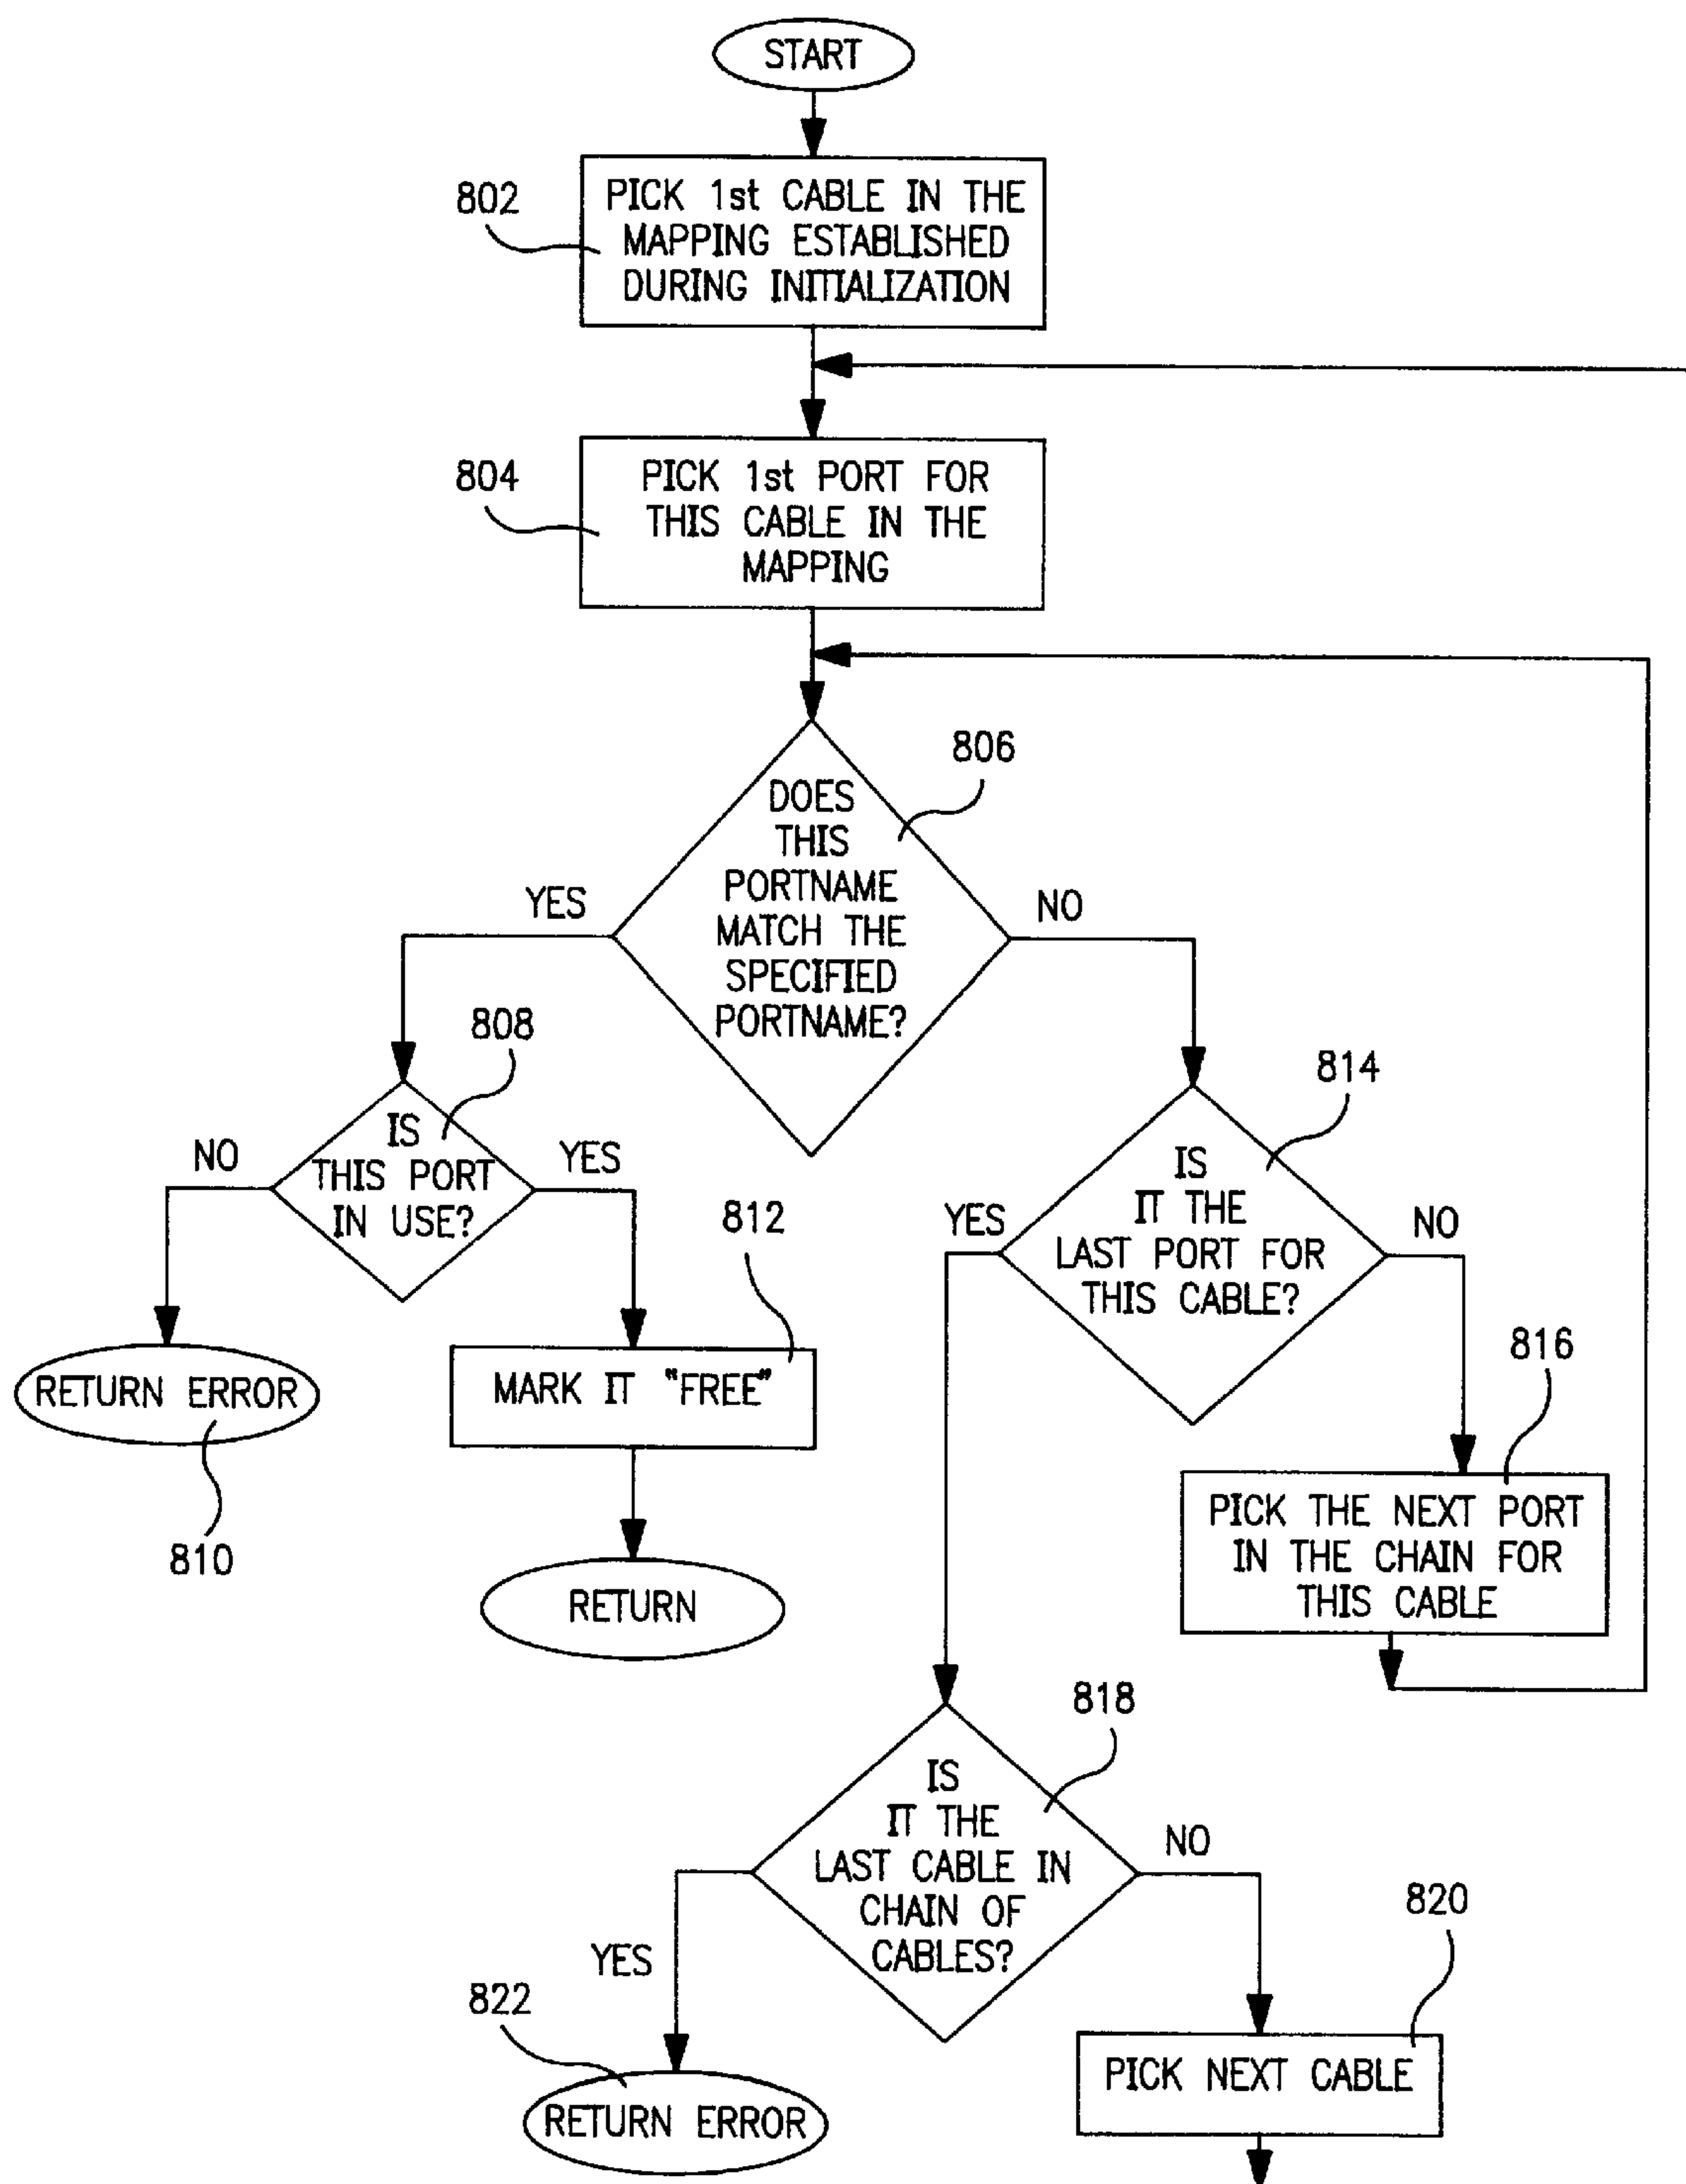 START
802
PICK 1st CABLE IN THE
MAPPING ESTABLISHED
DURING INITIALIZATION
804
PICK 1st PORT FOR
THIS CABLE IN THE
MAPPING
806
DOES
THIS
PORTNAME
MATCH THE
SPECIFIED
PORTNAME?
YES
NO
808
IS
THIS PORT
IN USE?
NO
YES
814
IS
IT THE
LAST PORT FOR
THIS CABLE?
YES
NO
812
RETURN ERROR
810
MARK IT "FREE"
816
PICK THE NEXT PORT
IN THE CHAIN FOR
THIS CABLE
RETURN
818
IS
IT THE
LAST CABLE IN
CHAIN OF
CABLES?
NO
YES
820
822
PICK NEXT CABLE
RETURN ERROR